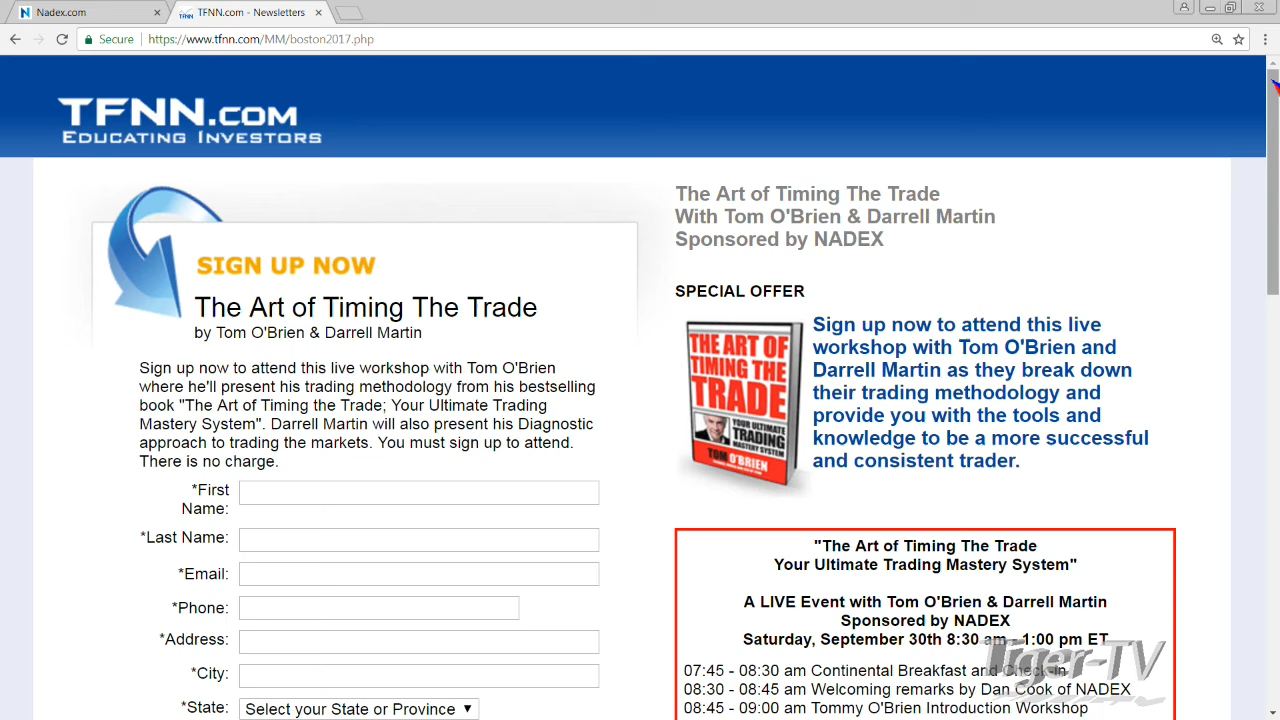 Nadex.com
TFNN.com - Newsletters
Secure
https://www.tfnn.com/MM/boston2017.php
TFNN.COM
EDUCATING INVESTORS
SIGN UP NOW
The Art of Timing The Trade
by Tom O'Brien & Darrell Martin
Sign up now to attend this live workshop with Tom O'Brien
where he'll present his trading methodology from his bestselling
book "The Art of Timing the Trade; Your Ultimate Trading
Mastery System". Darrell Martin will also present his Diagnostic
approach to trading the markets. You must sign up to attend.
There is no charge.
*First
Name:
*Last Name:
*Email:
*Phone:
*Address:
*City:
*State:
Select your State or Province
The Art of Timing The Trade
With Tom O'Brien & Darrell Martin
Sponsored by NADEX
SPECIAL OFFER
THE ART OF
TIMING THE
TRADE
YOUR ULTIMATE
TRADING
MASTERY SYSTEM
TOM O'BRIEN
Sign up now to attend this live
workshop with Tom O'Brien and
Darrell Martin as they break down
their trading methodology and
provide you with the tools and
knowledge to be a more successful
and consistent trader.
"The Art of Timing The Trade
Your Ultimate Trading Mastery System"
A LIVE Event with Tom O'Brien & Darrell Martin
Sponsored by NADEX
Saturday, September 30th 8:30 am - 1:00 pm ET
07:45 - 08:30 am Continental Breakfast and Check-in
08:30 - 08:45 am Welcoming remarks by Dan Cook of NADEX
08:45 - 09:00 am Tommy O'Brien Introduction Workshop
Tiger-TV